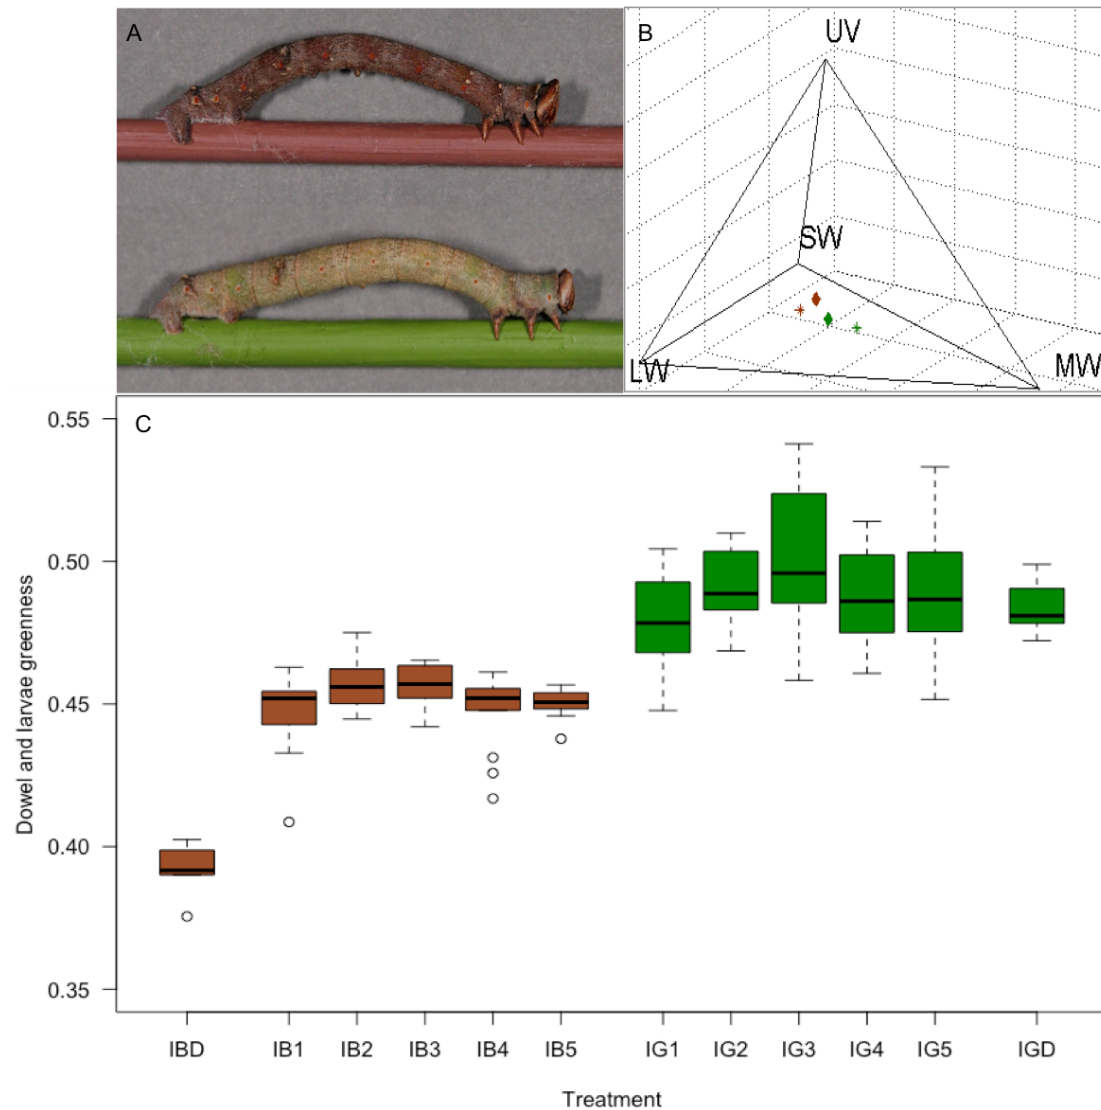 A
B
UV
SW
LW
MW
C
0.55
0.50
0.45
0.40
0.35
Dowel and larvae greenness
IBD IB1 IB2 IB3 IB4 IB5 IG1 IG2 IG3 IG4 IG5 IGD
Treatment